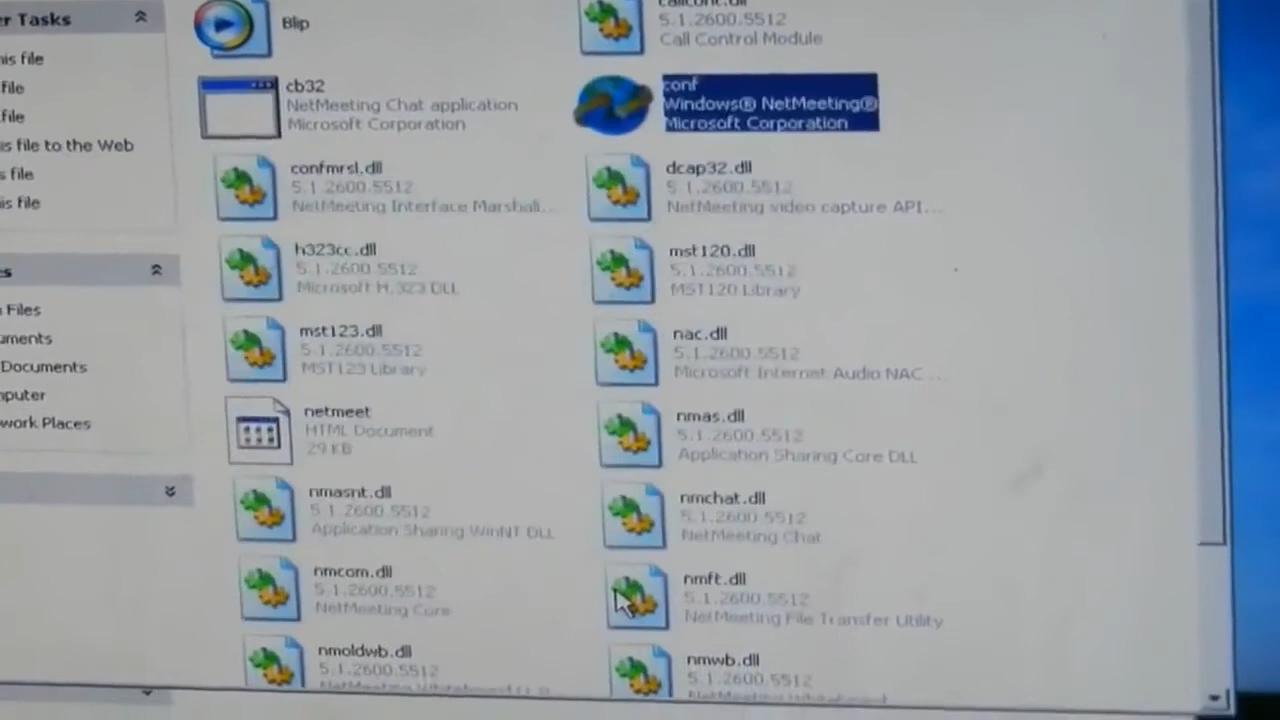 er Tasks
his file
file
file
is file to the Web
s file
is file
s
Files
uments
Documents
mputer
work Places
Blip
callcont.dll
5.1.2600.5512
Call Control Module
cb32
NetMeeting Chat application
Microsoft Corporation
conf
Windows® NetMeeting®
Microsoft Corporation
confmrsl.dll
5.1.2600.5512
NetMeeting Interface Marshali...
dcap32.dll
5.1.2600.5512
NetMeeting video capture API...
h323cc.dll
5.1.2600.5512
Microsoft H.323 DLL
mst120.dll
5.1.2600.5512
MST120 Library
mst123.dll
5.1.2600.5512
MST123 Library
nac.dll
5.1.2600.5512
Microsoft Internet Audio NAC ...
netmeet
HTML Document
29 KB
nmas.dll
5.1.2600.5512
Application Sharing Core DLL
nmasnt.dll
5.1.2600.5512
Application Sharing WinNT DLL
nmchat.dll
5.1.2600.5512
NetMeeting Chat
nmcom.dll
5.1.2600.5512
NetMeeting Core
nmft.dll
5.1.2600.5512
NetMeeting File Transfer Utility
nmoldwb.dll
5.1.2600.5512
NetMeeting Whiteboard
nmwb.dll
5.1.2600.5512
NetMeeting Whiteboard